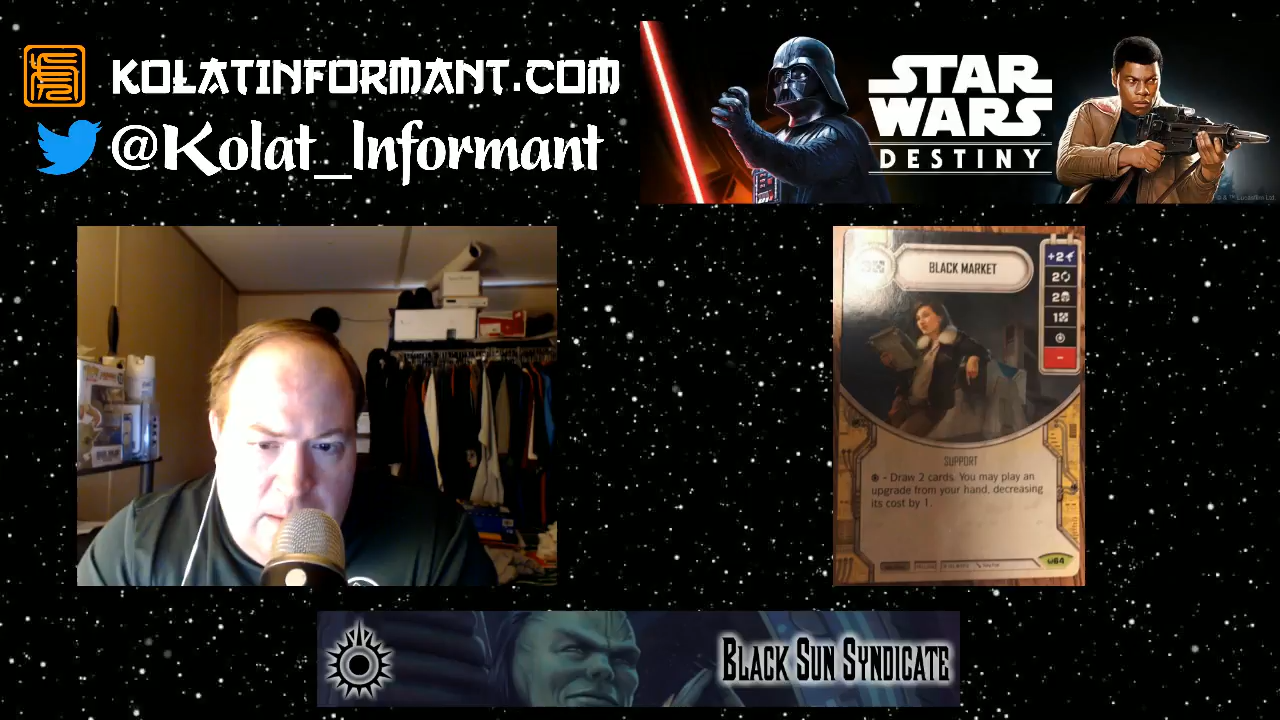 KOLATINFORMANT.COM
@Kolat_Informant
STAR
WARS
DESTINY
BLACK MARKET
+2
2
2
1
-
SUPPORT
- Draw 2 cards. You may play an
upgrade from your hand, decreasing
its cost by 1.
BLACK SUN SYNDICATE